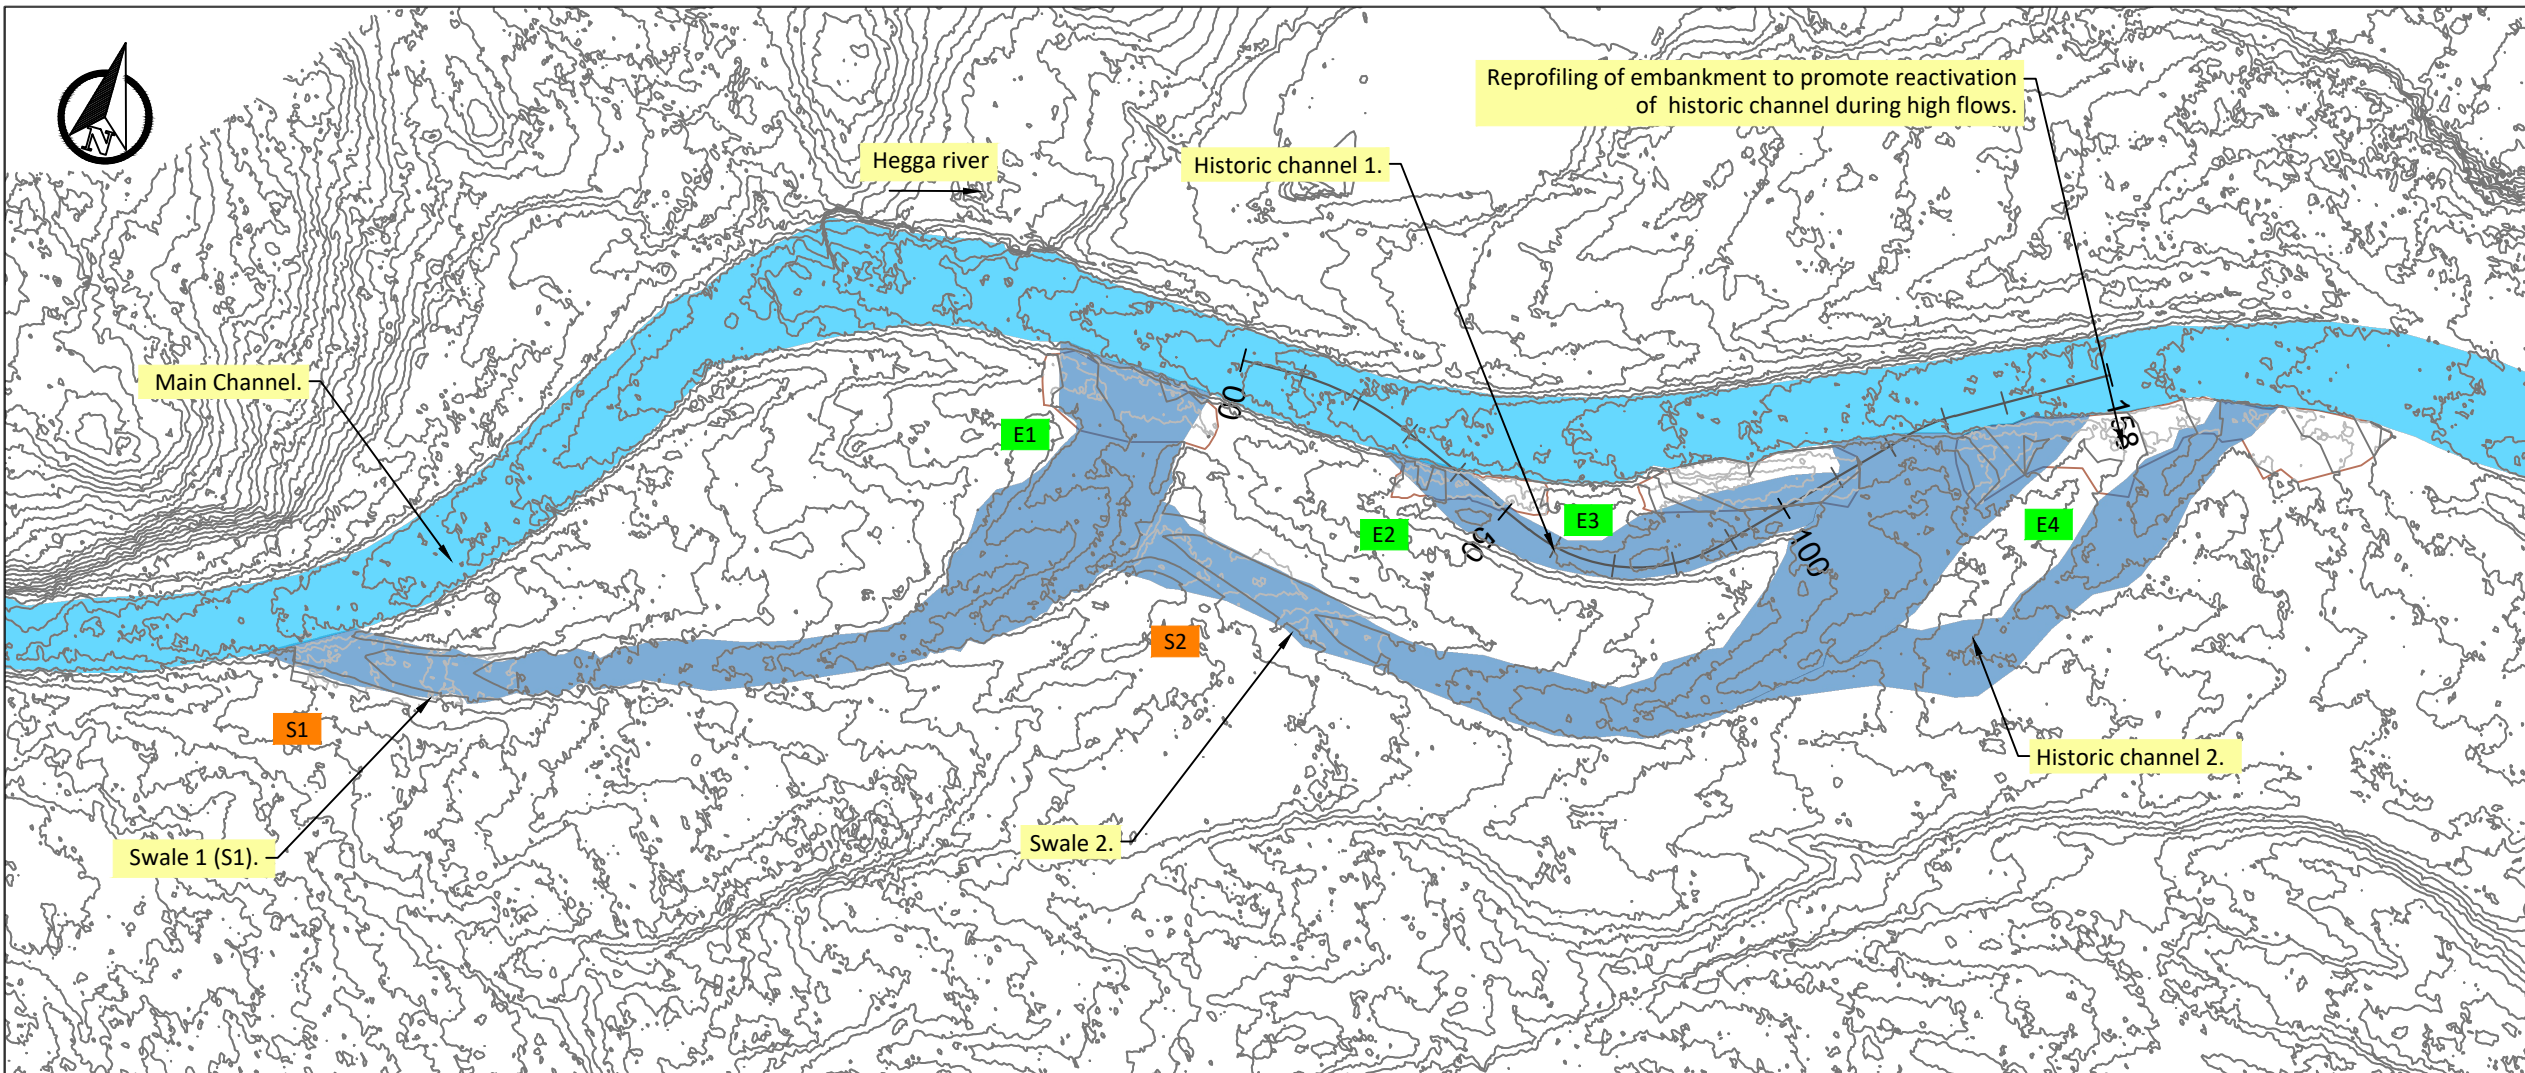 N
Reprofiling of embankment to promote reactivation
of historic channel during high flows.
Hegga river
Historic channel 1.
Main Channel.
00
158
E1
E2
50
E3
100
E4
S2
S1
Historic channel 2.
Swale 2.
Swale 1 (S1).